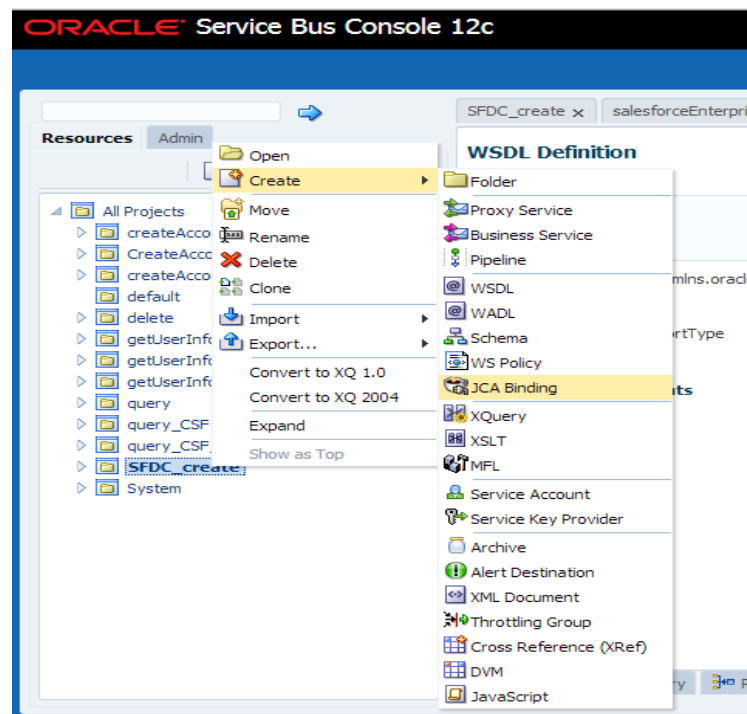 ORACLE Service Bus Console 12c
SFDC_create x
salesforceEnterpri
Resources
Admin
WSDL Definition
All Projects
createAcco
CreateAcco
createAcco
default
delete
getUserInfo
getUserInfo
getUserInfo
query
query_CSF
query_CSF_
SFDC_create
System
Open
Create
Move
Rename
Delete
Clone
Import
Export...
Convert to XQ 1.0
Convert to XQ 2004
Expand
Show as Top
Folder
Proxy Service
Business Service
Pipeline
WSDL
WADL
Schema
WS Policy
JCA Binding
XQuery
XSLT
MFL
Service Account
Service Key Provider
Archive
Alert Destination
XML Document
Throttling Group
Cross Reference (XRef)
DVM
JavaScript
mlns.oracl
rtType
ts
ry